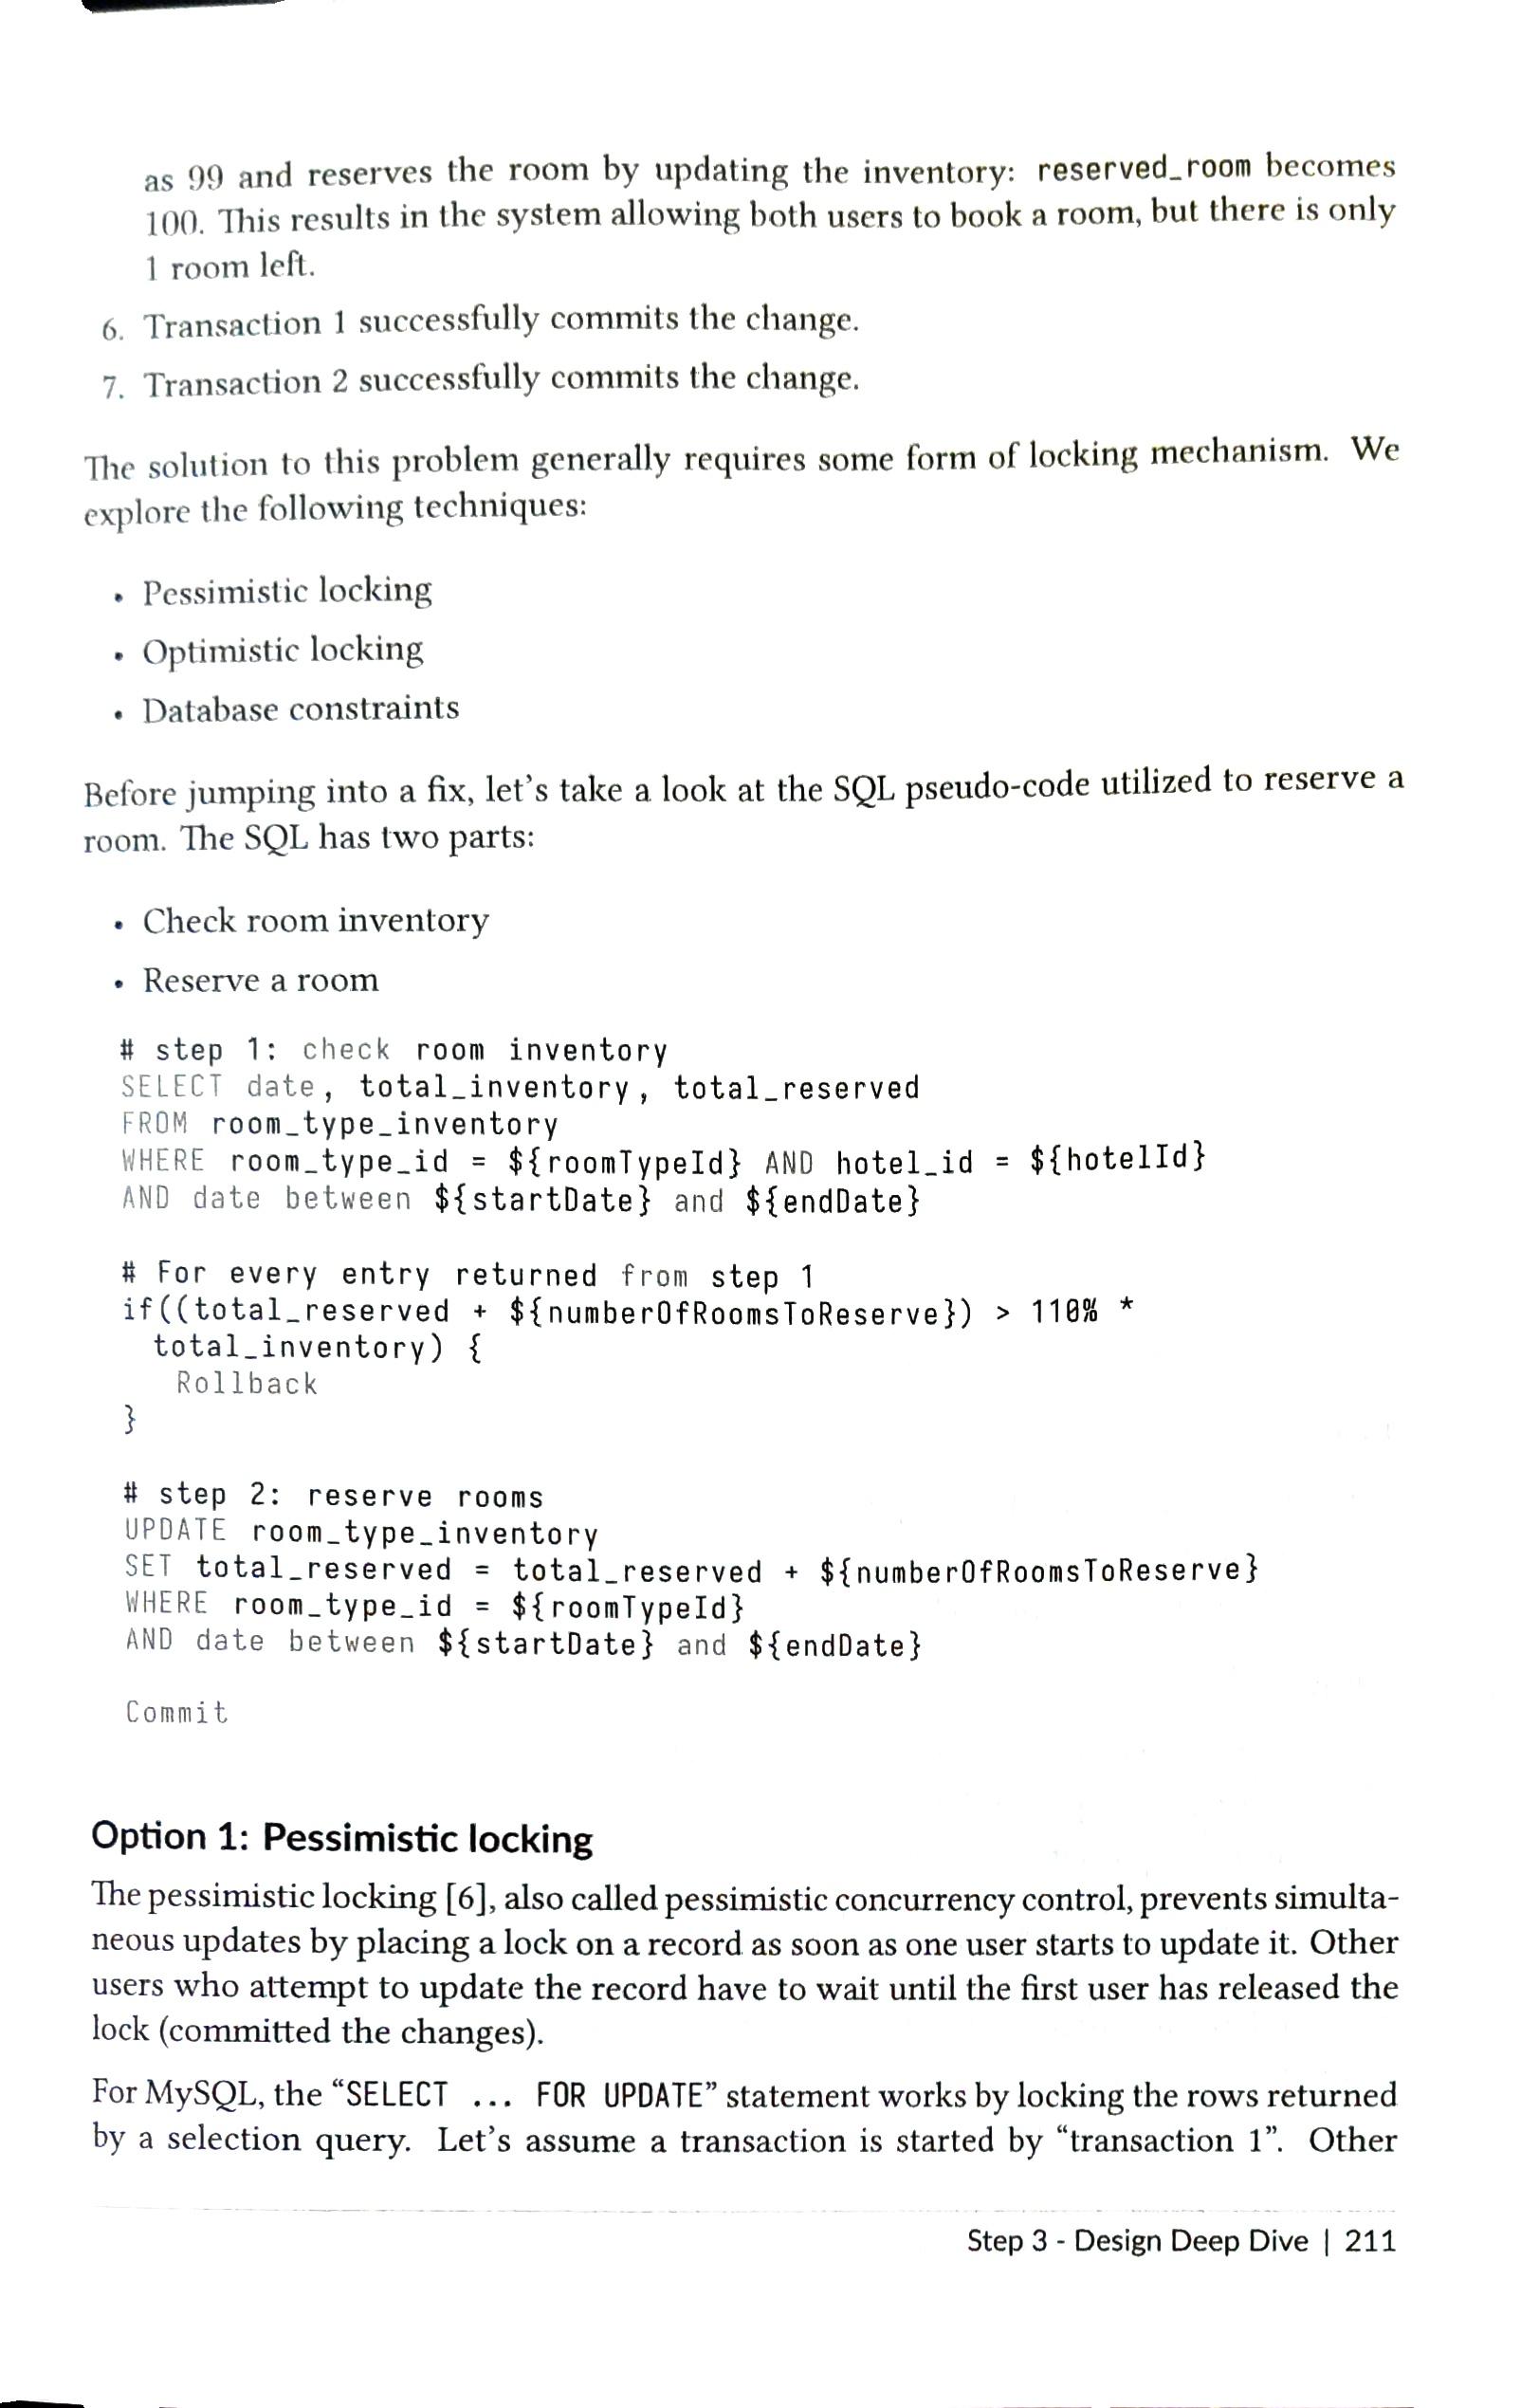 as 99 and reserves the room by updating the inventory: reserved_room becomes
100. This results in the system allowing both users to book a room, but there is only
1 room left.
6. Transaction 1 successfully commits the change.
7. Transaction 2 successfully commits the change.
The solution to this problem generally requires some form of locking mechanism. We
explore the following techniques:
• Pessimistic locking
• Optimistic locking
• Database constraints
Before jumping into a fix, let's take a look at the SQL pseudo-code utilized to reserve a
room. The SQL has two parts:
• Check room inventory
• Reserve a room
# step 1: check room inventory
SELECT date, total_inventory, total_reserved
FROM room_type_inventory
WHERE room_type_id = ${roomTypeId} AND hotel_id = ${hotelId}
AND date between ${startDate} and ${endDate}
# For every entry returned from step 1
if((total_reserved + ${numberOfRoomsToReserve}) > 110% *
total_inventory) {
Rollback
}
# step 2: reserve rooms
UPDATE room_type_inventory
SET total_reserved = total_reserved + ${numberOfRoomsToReserve}
WHERE room_type_id = ${roomTypeId}
AND date between ${startDate} and ${endDate}
Commit
Option 1: Pessimistic locking
The pessimistic locking [6], also called pessimistic concurrency control, prevents simulta-
neous updates by placing a lock on a record as soon as one user starts to update it. Other
users who attempt to update the record have to wait until the first user has released the
lock (committed the changes).
For MySQL, the “SELECT ... FOR UPDATE” statement works by locking the rows returned
by a selection query. Let's assume a transaction is started by “transaction 1”. Other
Step 3 - Design Deep Dive | 211